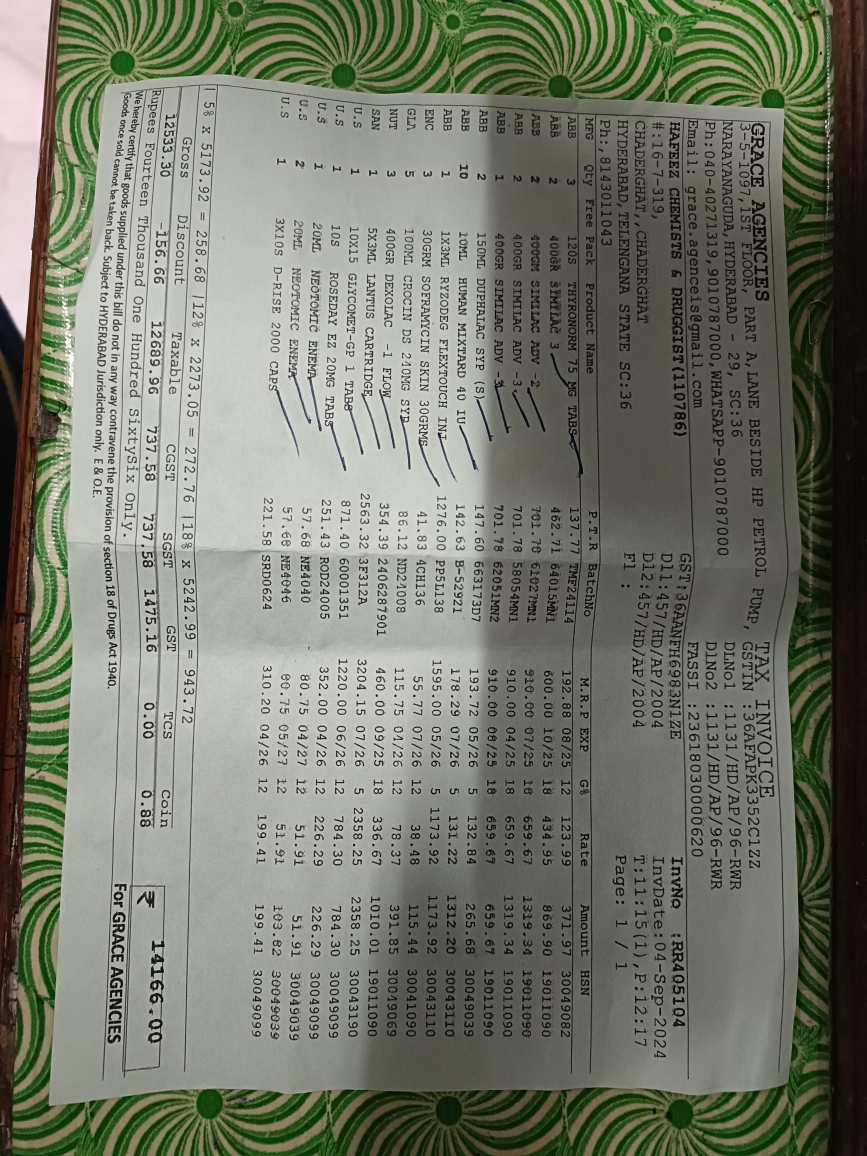 GRACE AGENCIES TAX INVOICE
3-5-1097,1ST FLOOR, PART A,LANE BESIDE HP PETROL PUMP, GSTIN :36AFAPK3352C1ZZ
NARAYANAGUDA,HYDERABAD - 29, SC:36 DlNo1 :1131/HD/AP/96-RWR
Ph:040-40271319,9010787000,WHATSAPP-9010787000 DlNo2 :1131/HD/AP/96-RWR
Email: grace.agenceis@gmail.com FASSI :23618030000620
HAFEEZ CHEMISTS & DRUGGIST(110786) GST:36AANFH6983N1ZE InvNo :RR405104
#:16-7-319, Dl1:457/HD/AP/2004 InvDate:04-Sep-2024
CHADERGHAT,,CHADERGHAT Dl2:457/HD/AP/2004 T:11:15(1),P:12:17
HYDERABAD,TELENGANA STATE SC:36 Fl : Page: 1 / 1
Ph:,8143011043
MFG Qty Free Pack Product Name P.T.R BatchNo M.R.P EXP G% Rate Amount HSN
ABB 3 120S THYRONORM 75 MG TABS 137.77 TMF24114 192.88 08/25 12 123.99 371.97 30049082
ABB 2 400GR SIMILAC 3 462.71 64015MN1 600.00 10/25 18 434.95 869.90 19011090
ABB 2 400GM SIMILAC ADV -2 701.78 61027MN1 910.00 07/25 18 659.67 1319.34 19011090
ABB 2 400GR SIMILAC ADV -3 701.78 58054MN1 910.00 04/25 18 659.67 1319.34 19011090
ABB 1 400GR SIMILAC ADV 701.78 62051MN2 910.00 08/25 18 659.67 659.67 19011090
ABB 2 150ML DUPHALAC SYP (S) 147.60 663173D7 193.72 05/26 5 132.84 265.68 30049039
ABB 10 10ML HUMAN MIXTARD 40 IU 142.63 B-52921 178.29 07/26 5 131.22 1312.20 30043110
ABB 1 1X3ML RYZODEG FLEXTOUCH INJ 1276.00 PP5L138 1595.00 05/26 5 1173.92 1173.92 30043110
ENC 3 30GRM SOFRAMYCIN SKIN 30GRMS 41.83 4CH136 55.77 07/26 12 38.48 115.44 30041090
GLA 5 100ML CROCIN DS 240MG SYP 86.12 ND24008 115.75 04/26 12 78.37 391.85 30049069
NUT 3 400GR DEXOLAC -1 FLOW 354.39 2406287901 460.00 09/25 18 336.67 1010.01 19011090
SAN 1 5X3ML LANTUS CARTRIDGE 2563.32 3F312A 3204.15 07/26 5 2358.25 2358.25 30043190
U.S 1 10X15 GLYCOMET-GP 1 TABS 871.40 60001351 1220.00 06/26 12 784.30 784.30 30049099
U.S 1 10S ROSEDAY EZ 20MG TABS 251.43 ROD24005 352.00 04/26 12 226.29 226.29 30049099
U.S 1 20ML NEOTOMIC ENEMA 57.68 NE4040 80.75 04/27 12 51.91 51.91 30049039
U.S 2 20ML NEOTOMIC ENEMA 57.68 NE4046 80.75 05/27 12 51.91 103.82 30049039
U.S 1 3X10S D-RISE 2000 CAPS 221.58 SRD0624 310.20 04/26 12 199.41 199.41 30049099
5% x 5173.92 = 258.68 |12% x 2273.05 = 272.76 |18% x 5242.99 = 943.72
Gross Discount Taxable CGST SGST GST TCS Coin
12533.30 -156.66 12689.96 737.58 737.58 1475.16 0.00 0.88 ₹ 14166.00
Rupees Fourteen Thousand One Hundred SixtySix Only.
We hereby certify that goods supplied under this bill do not in any way contravene the provision of section 18 of Drugs Act 1940.
Goods once sold cannot be taken back. Subject to HYDERABAD Jurisdiction only. E & O.E. For GRACE AGENCIES